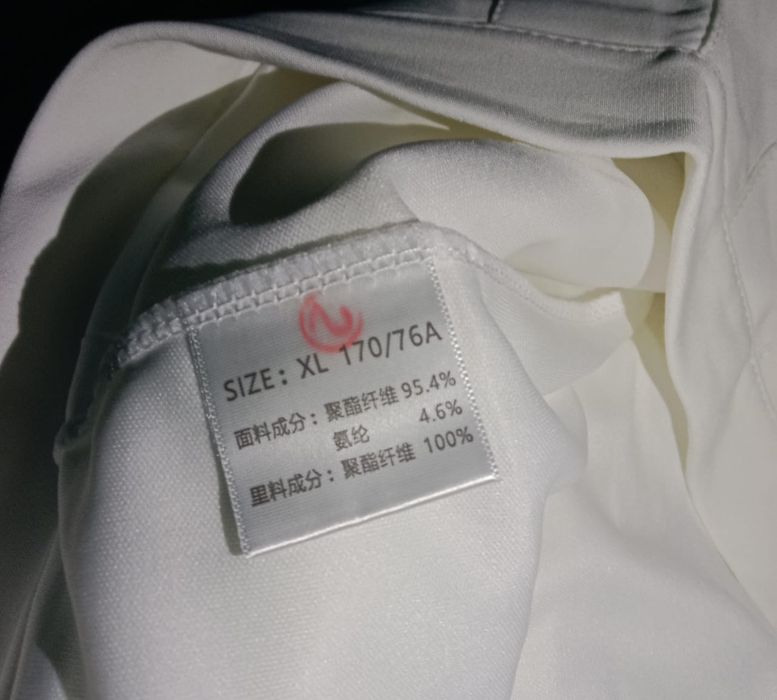 SIZE: XL 170/76A
面料成分: 聚酯纤维 95.4%
氨纶 4.6%
里料成分: 聚酯纤维 100%